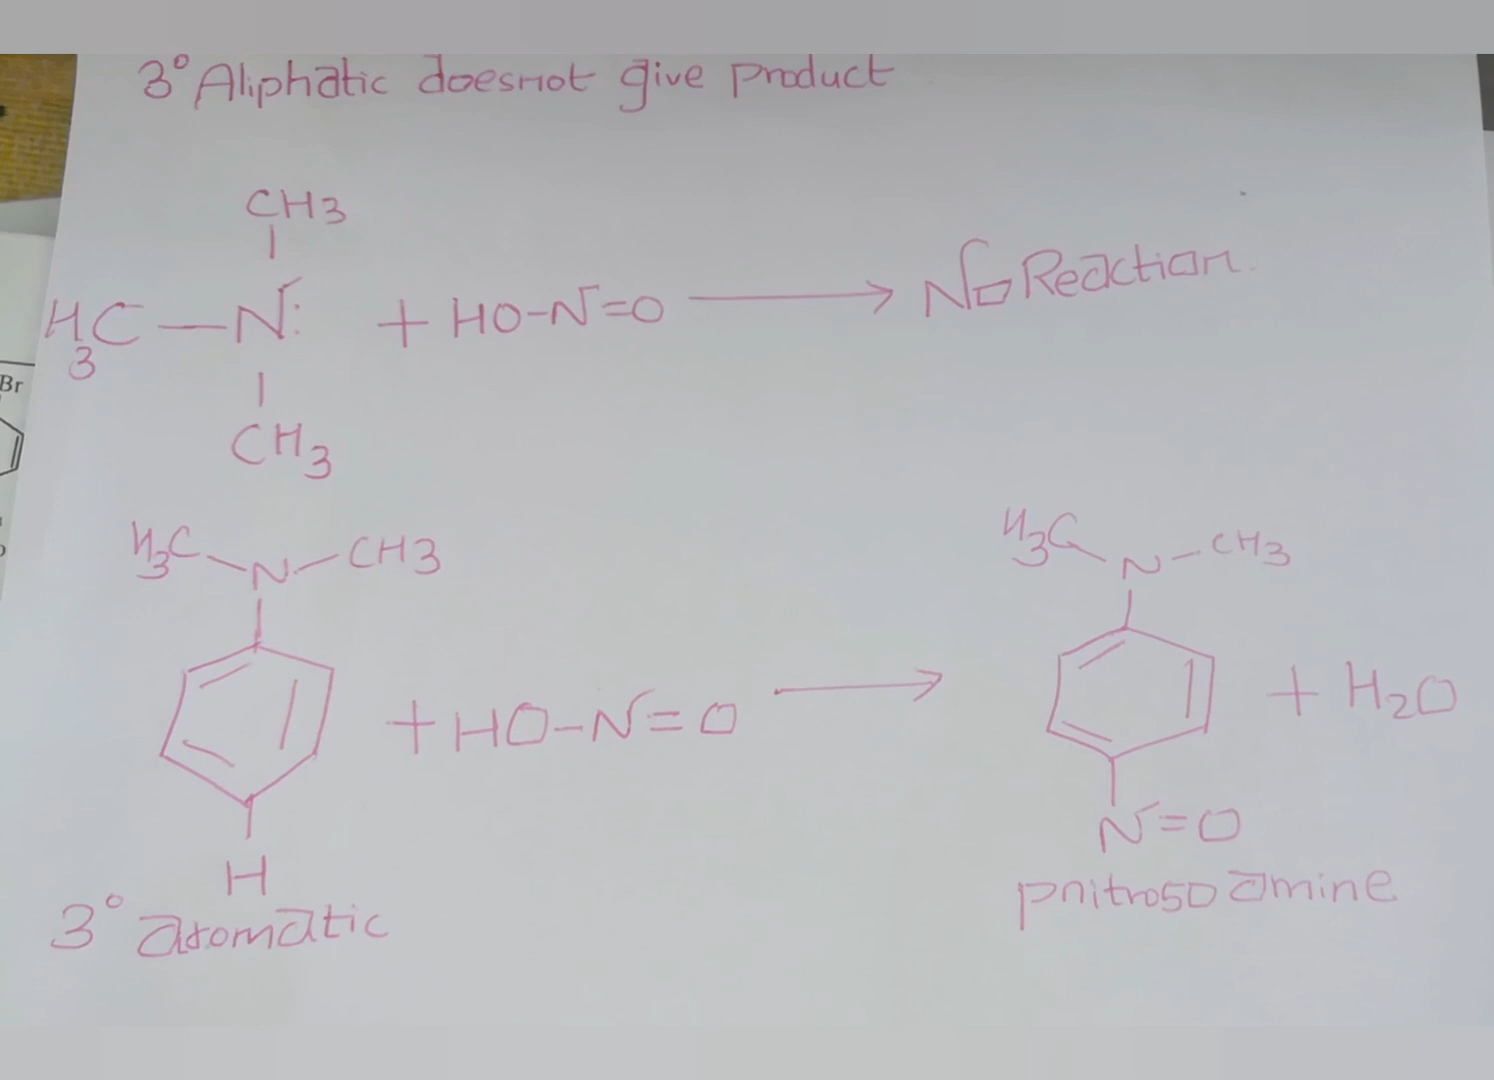 3° Aliphatic doesnot give product
CH3
H3C—N: + HO-N=O → No Reaction
CH3
H3C N—CH3
H3C N—CH3
+ HO-N=O → + H2O
H
N=O
3° aromatic
pnitroso amine
Br